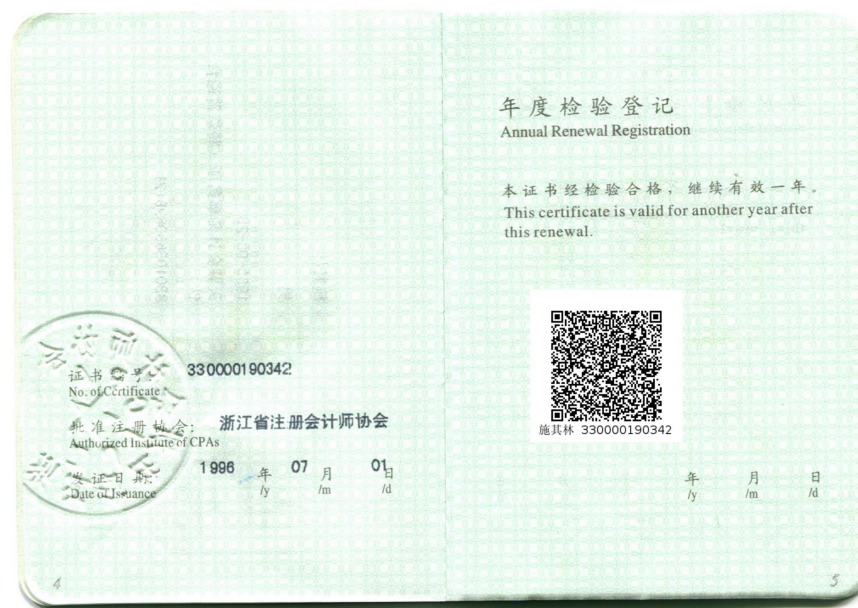 证书编号: 330000190342
No. of Certificate
批准注册协会: 浙江省注册会计师协会
Authorized Institute of CPAs
发证日期: 1996 年 07 月 01 日
Date of Issuance /y /m /d
4
年度检验登记
Annual Renewal Registration
本证书经检验合格，继续有效一年。
This certificate is valid for another year after
this renewal.
施其林 330000190342
年 月 日
/y /m /d
5